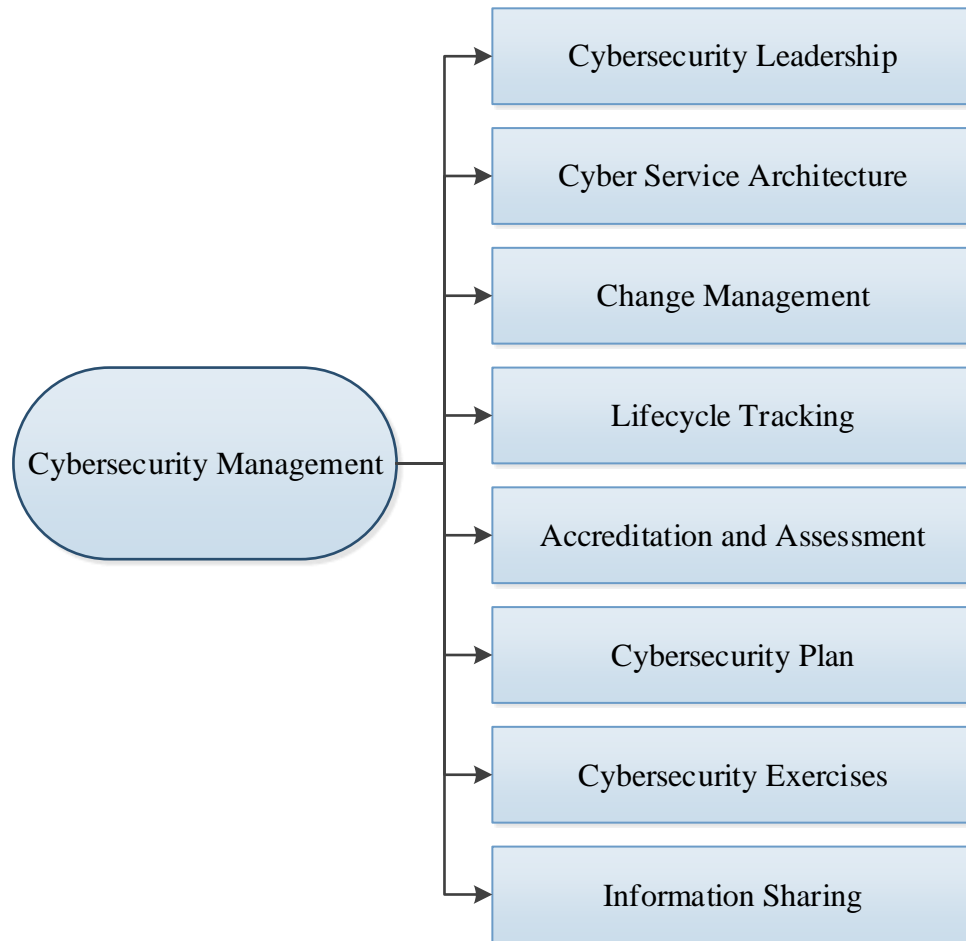 Cybersecurity Leadership
Cyber Service Architecture
Change Management
Lifecycle Tracking
Cybersecurity Management
Accreditation and Assessment
Cybersecurity Plan
Cybersecurity Exercises
Information Sharing